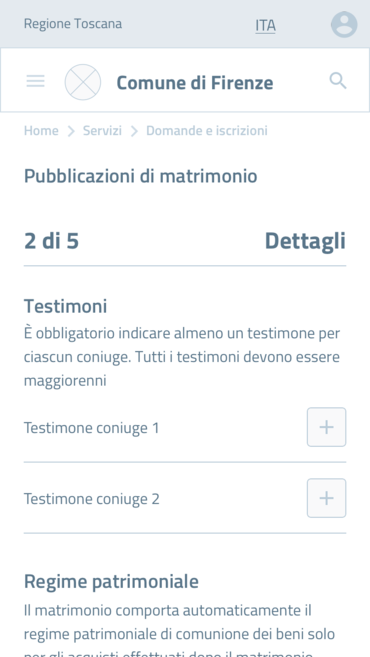 Regione Toscana
ITA
Comune di Firenze
Home
Servizi
Domande e iscrizioni
Pubblicazioni di matrimonio
2 di 5
Dettagli
Testimoni
È obbligatorio indicare almeno un testimone per
ciascun coniuge. Tutti i testimoni devono essere
maggiorenni
Testimone coniuge 1
Testimone coniuge 2
Regime patrimoniale
Il matrimonio comporta automaticamente il
regime patrimoniale di comunione dei beni solo
per gli acquisti effettuati dopo il matrimonio